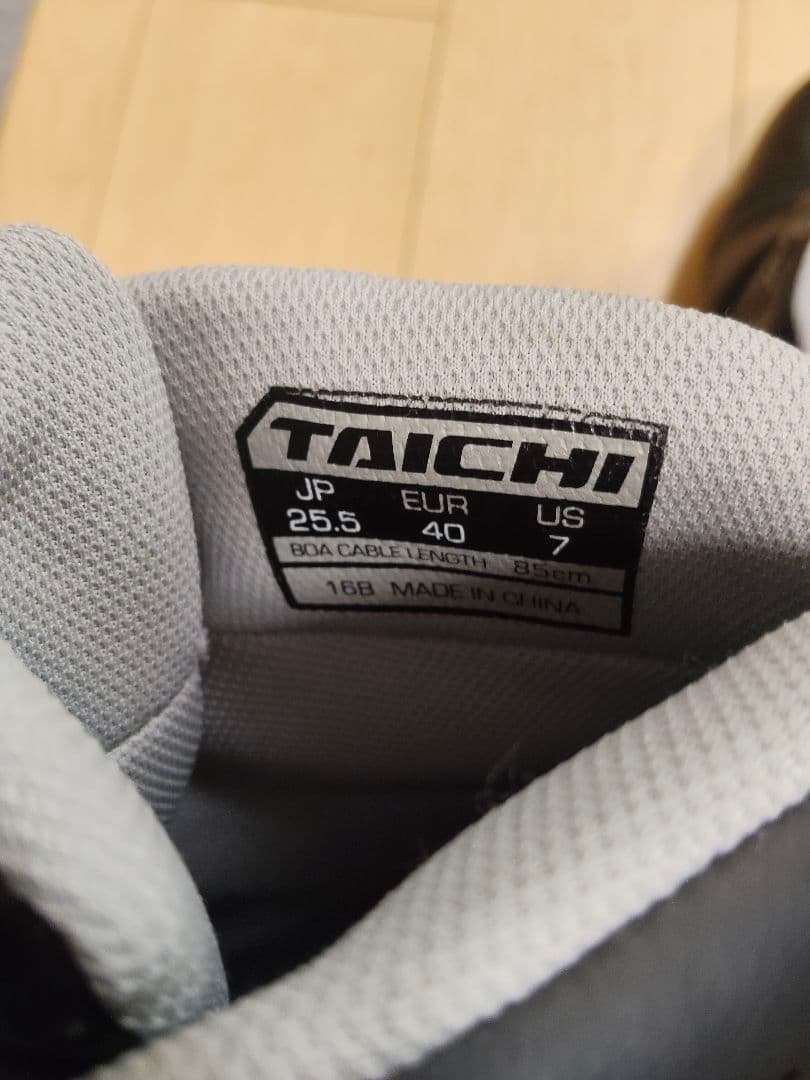 TAICHI
JP EUR US
25.5 40 7
BOA CABLE LENGTH 85cm
16B MADE IN CHINA